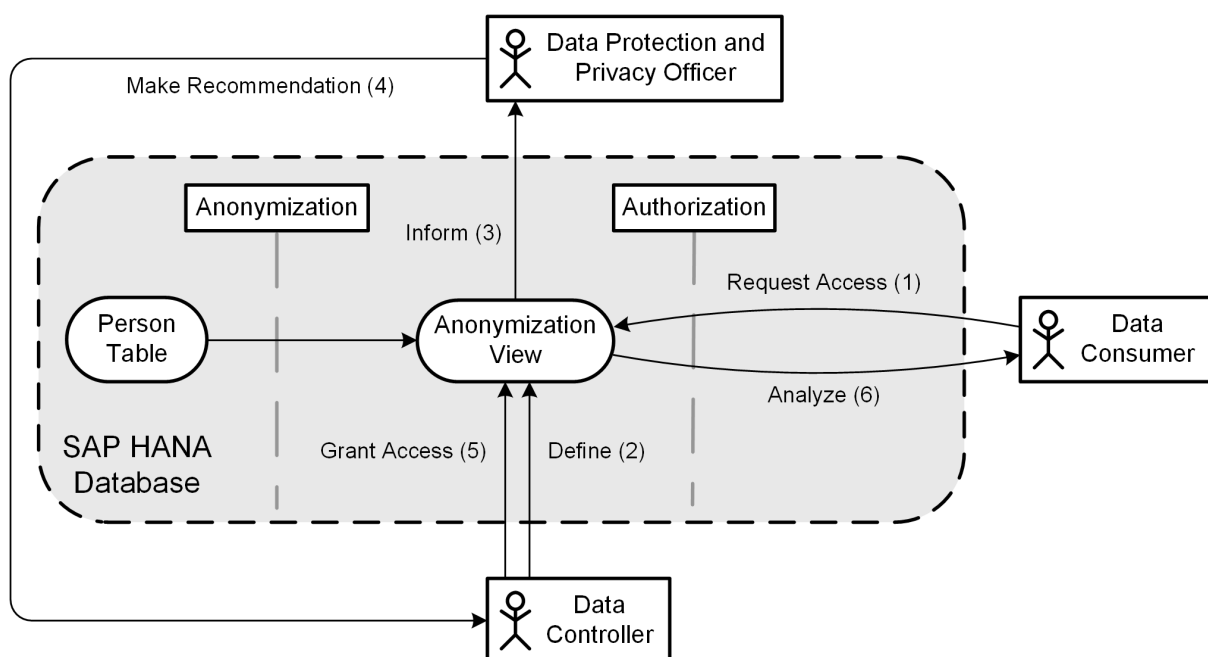 Data Protection and
Privacy Officer
Make Recommendation (4)
Anonymization
Authorization
Inform (3)
Request Access (1)
Person
Table
Anonymization
View
Data
Consumer
Analyze (6)
SAP HANA
Database
Grant Access (5)
Define (2)
Data
Controller